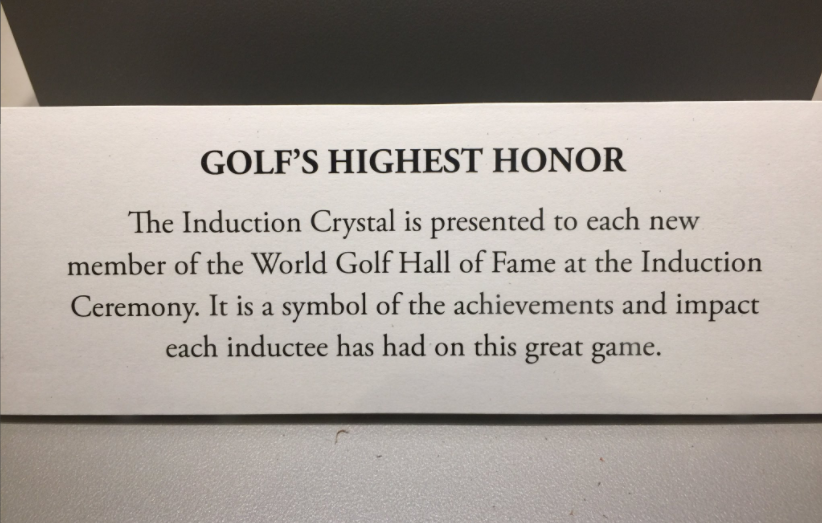 GOLF’S HIGHEST HONOR
The Induction Crystal is presented to each new
member of the World Golf Hall of Fame at the Induction
Ceremony. It is a symbol of the achievements and impact
each inductee has had on this great game.